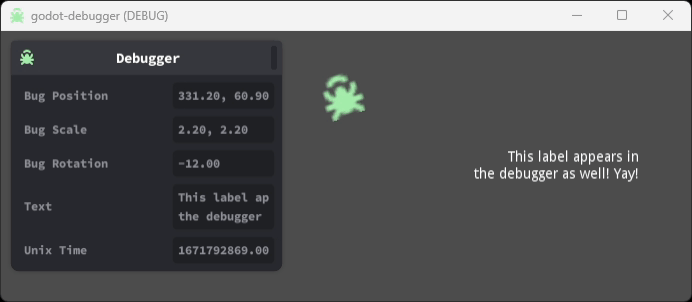 godot-debugger (DEBUG)
Debugger
Bug Position 331.20, 60.90
Bug Scale 2.20, 2.20
Bug Rotation -12.00
Text This label ap
the debugger
Unix Time 1671792869.00
This label appears in
the debugger as well! Yay!